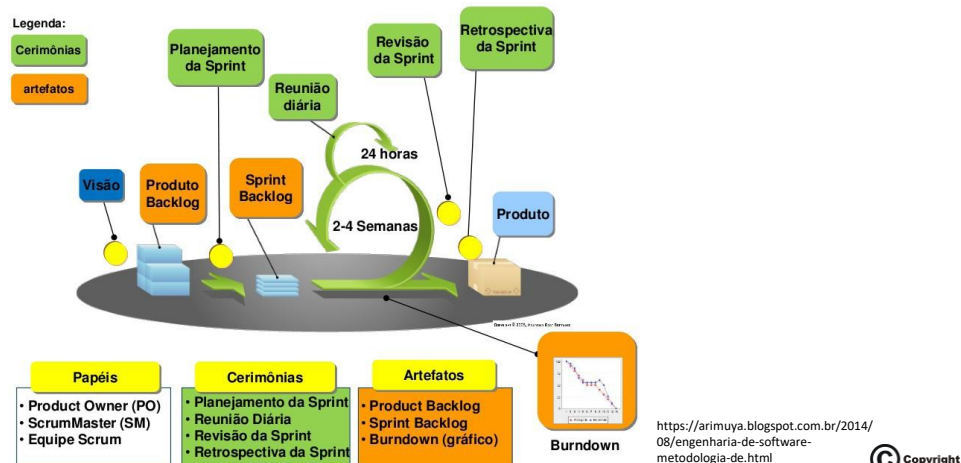 Legenda:
Cerimônias
artefatos
Planejamento
da Sprint
Reunião
diária
Revisão
da Sprint
Retrospectiva
da Sprint
24 horas
Visão
Produto
Backlog
Sprint
Backlog
2-4 Semanas
Produto
Papéis
• Product Owner (PO)
• ScrumMaster (SM)
• Equipe Scrum
Cerimônias
• Planejamento da Sprint
• Reunião Diária
• Revisão da Sprint
• Retrospectiva da Sprint
Artefatos
• Product Backlog
• Sprint Backlog
• Burndown (gráfico)
Burndown
https://arimuya.blogspot.com.br/2014/
08/engenharia-de-software-
metodologia-de.html
© Copyright